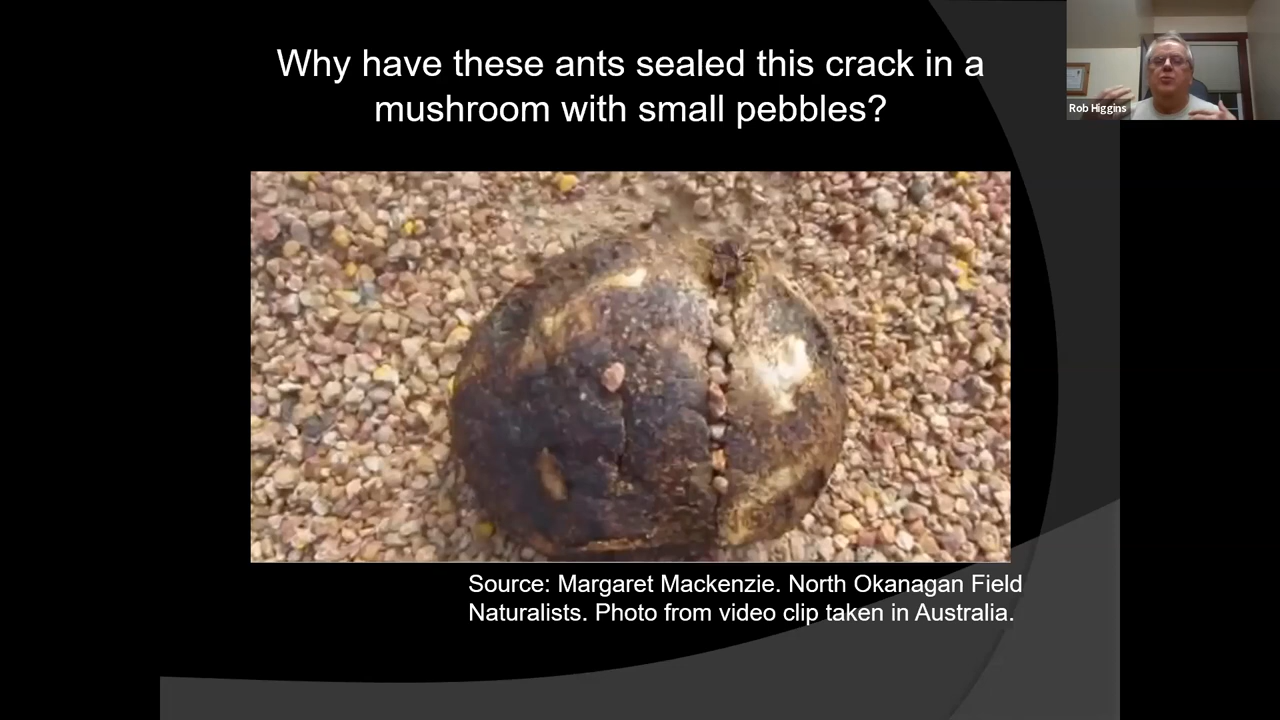 Why have these ants sealed this crack in a
mushroom with small pebbles?
Rob Higgins
Source: Margaret Mackenzie. North Okanagan Field
Naturalists. Photo from video clip taken in Australia.